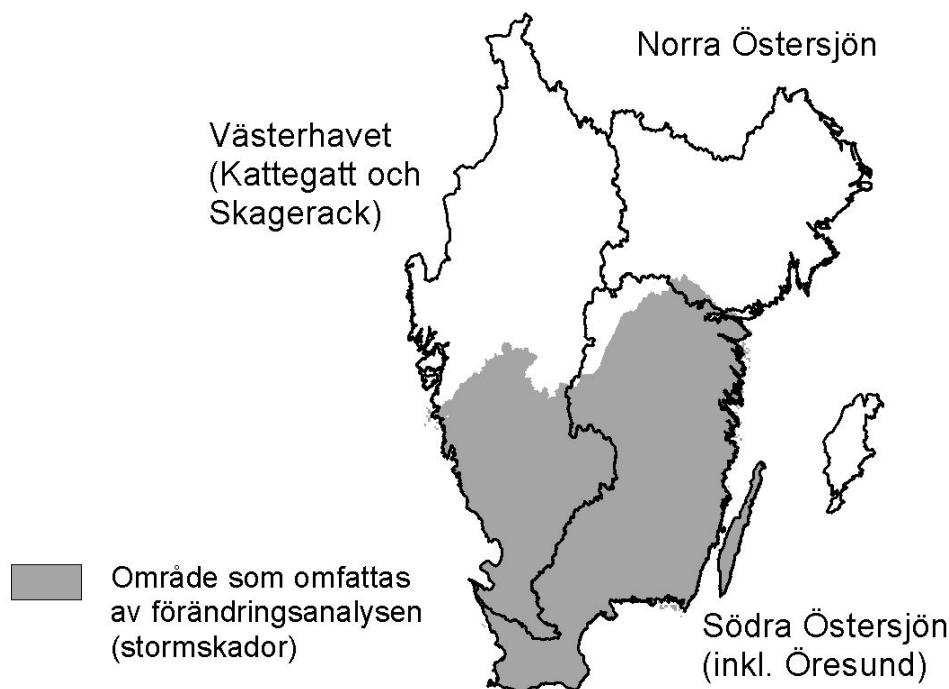 Norra Östersjön
Västerhavet
(Kattegatt och
Skagerack)
Område som omfattas
av förändringsanalysen
(stormskador)
Södra Östersjön
(inkl. Öresund)